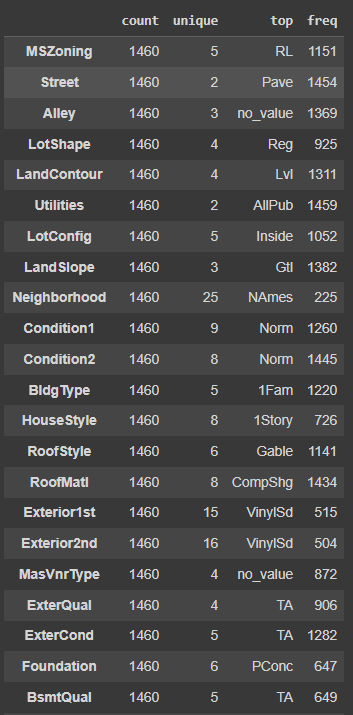 count unique top freq
MSZoning 1460 5 RL 1151
Street 1460 2 Pave 1454
Alley 1460 3 no_value 1369
LotShape 1460 4 Reg 925
LandContour 1460 4 Lvl 1311
Utilities 1460 2 AllPub 1459
LotConfig 1460 5 Inside 1052
LandSlope 1460 3 Gtl 1382
Neighborhood 1460 25 NAmes 225
Condition1 1460 9 Norm 1260
Condition2 1460 8 Norm 1445
BldgType 1460 5 1Fam 1220
HouseStyle 1460 8 1Story 726
RoofStyle 1460 6 Gable 1141
RoofMatl 1460 8 CompShg 1434
Exterior1st 1460 15 VinylSd 515
Exterior2nd 1460 16 VinylSd 504
MasVnrType 1460 4 no_value 872
ExterQual 1460 4 TA 906
ExterCond 1460 5 TA 1282
Foundation 1460 6 PConc 647
BsmtQual 1460 5 TA 649